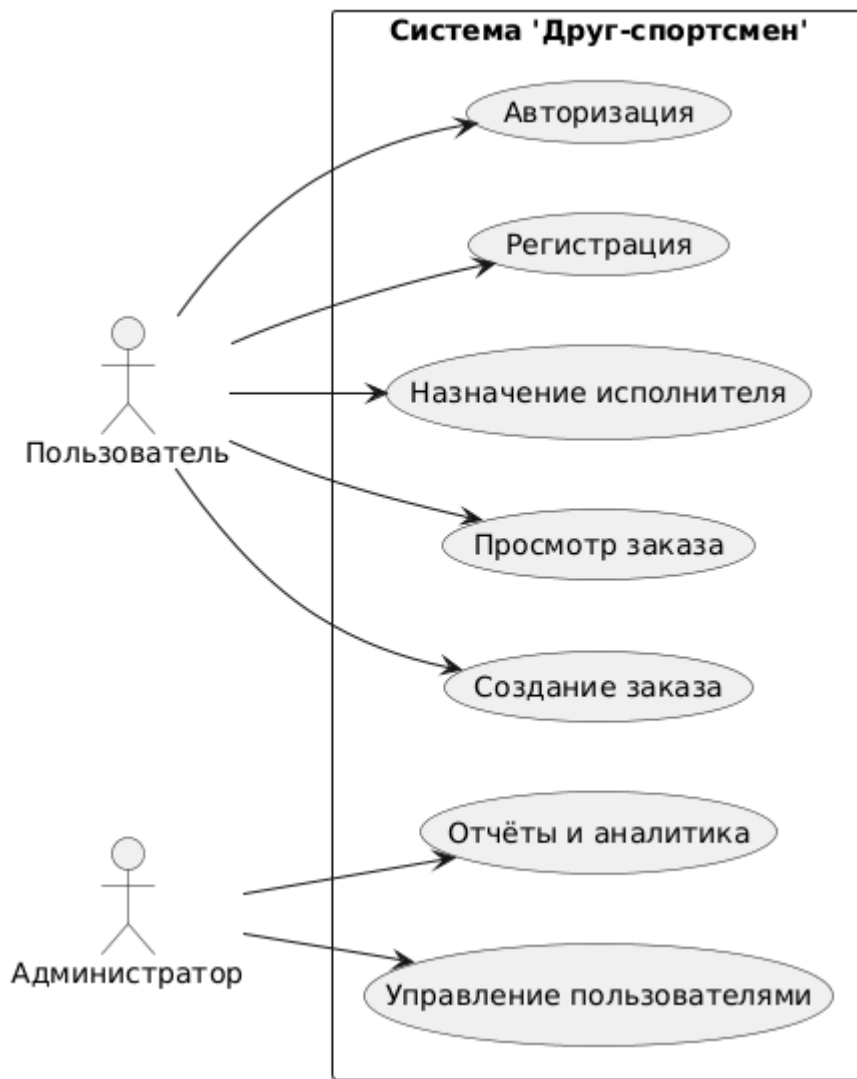 Система 'Друг-спортсмен'
Авторизация
Регистрация
Назначение исполнителя
Пользователь
Просмотр заказа
Создание заказа
Отчёты и аналитика
Администратор
Управление пользователями